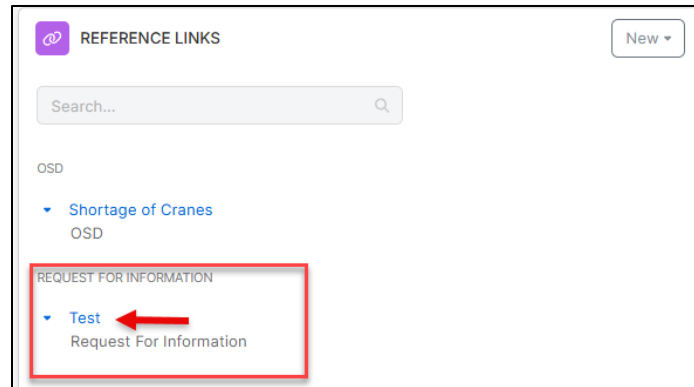 REFERENCE LINKS
New
Search...
OSD
Shortage of Cranes
OSD
REQUEST FOR INFORMATION
Test
Request For Information